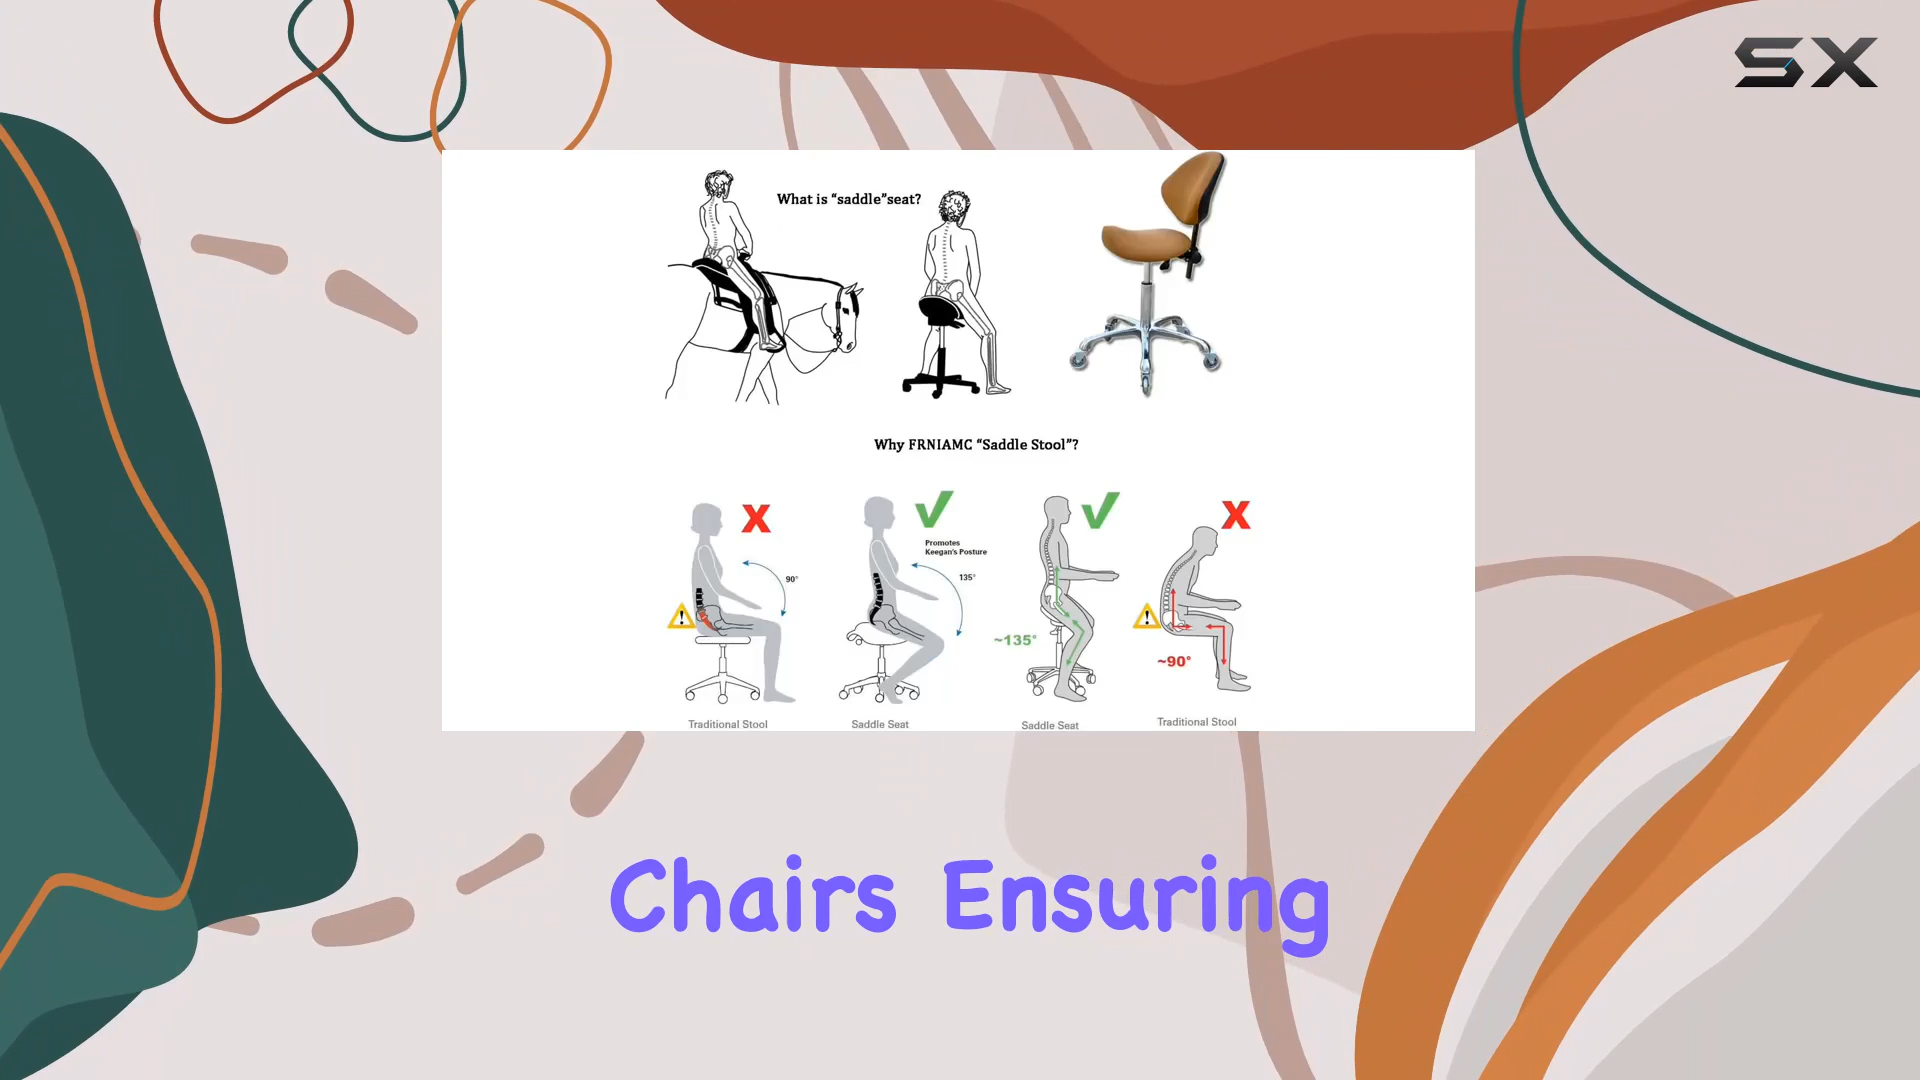 SX
What is “saddle”seat?
Why FRNIAMC “Saddle Stool”?
X
X
Promotes
Keegan's Posture
90°
135°
~135°
~90°
Traditional Stool
Saddle Seat
Saddle Seat
Traditional Stool
Chairs Ensuring